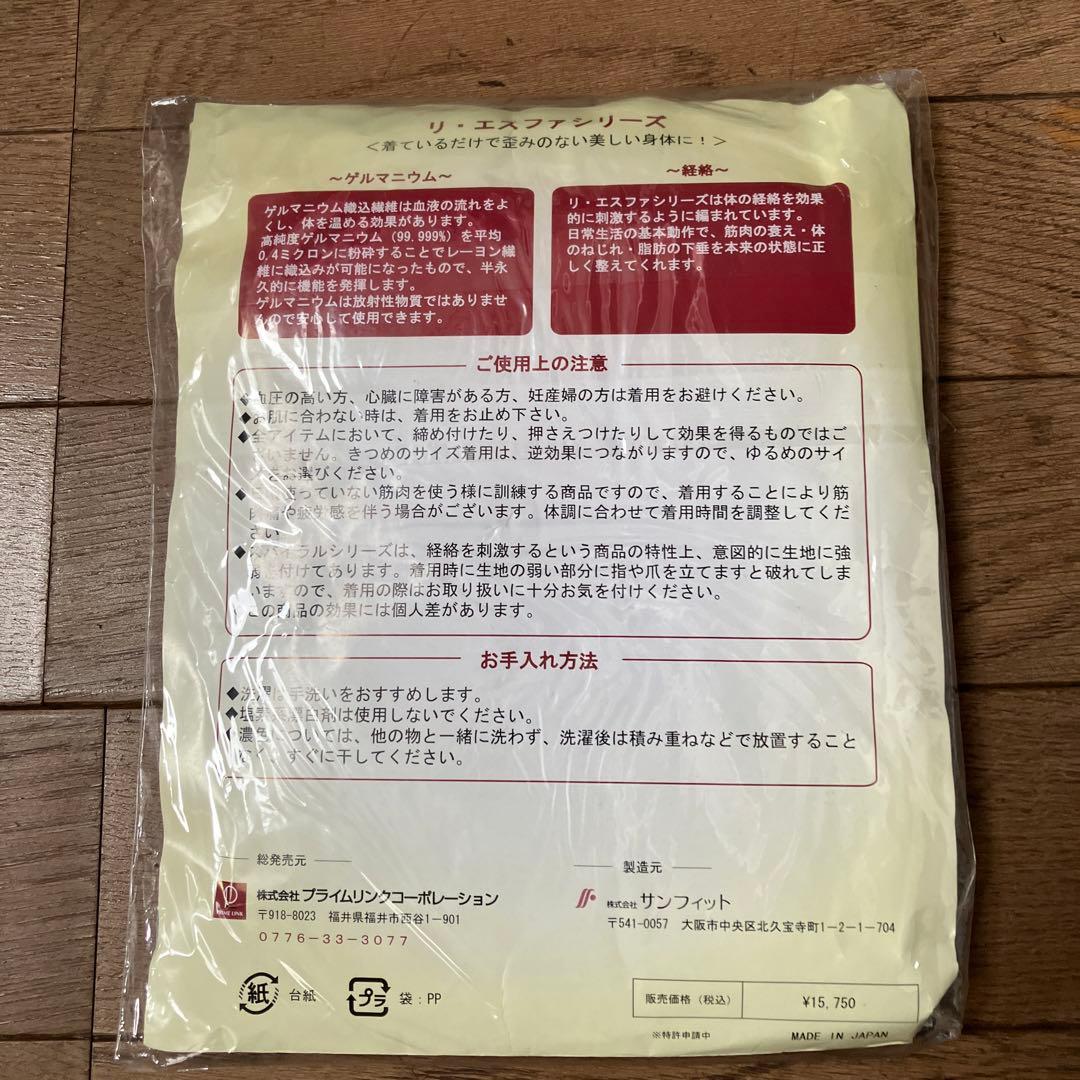 リ・エスファシリーズ
＜着ているだけで歪みのない美しい身体に！＞
～ゲルマニウム～
ゲルマニウム織込繊維は血液の流れをよ
くし、体を温める効果があります。
高純度ゲルマニウム（99.999%）を平均
0.4ミクロンに粉砕することでレーヨン繊
維に織込みが可能になったもので、半永
久的に機能を発揮します。
ゲルマニウムは放射性物質ではありませ
んので安心して使用できます。
～経絡～
リ・エスファシリーズは体の経絡を効果
的に刺激するように編まれています。
日常生活の基本動作で、筋肉の衰え・体
のねじれ・脂肪の下垂を本来の状態に正
しく整えてくれます。
ご使用上の注意
◆血圧の高い方、心臓に障害がある方、妊産婦の方は着用をお避けください。
◆お肌に合わない時は、着用をお止め下さい。
◆全アイテムにおいて、締め付けたり、押さえつけたりして効果を得るものではご
ざいません。きつめのサイズ着用は、逆効果につながりますので、ゆるめのサイ
ズをお選びください。
◆使っていない筋肉を使う様に訓練する商品ですので、着用することにより筋
肉痛や疲労感を伴う場合がございます。体調に合わせて着用時間を調整してくだ
さい
◆スパイラルシリーズは、経絡を刺激するという商品の特性上、意図的に生地に強
弱を付けてあります。着用時に生地の弱い部分に指や爪を立てますと破れてしま
いますので、着用の際はお取り扱いに十分お気を付けください。
◆この商品の効果には個人差があります。
お手入れ方法
◆洗濯は手洗いをおすすめします。
◆塩素系漂白剤は使用しないでください。
◆濃色については、他の物と一緒に洗わず、洗濯後は積み重ねなどで放置すること
なく、すぐに干してください。
総発売元
PRIME LINK
株式会社プライムリンクコーポレーション
〒918-8023 福井県福井市西谷1-901
0776-33-3077
製造元
株式会社 サンフィット
〒541-0057 大阪市中央区北久宝寺町1-2-1-704
紙 台紙
プラ 袋：PP
販売価格（税込） ¥15,750
※特許申請中
MADE IN JAPAN